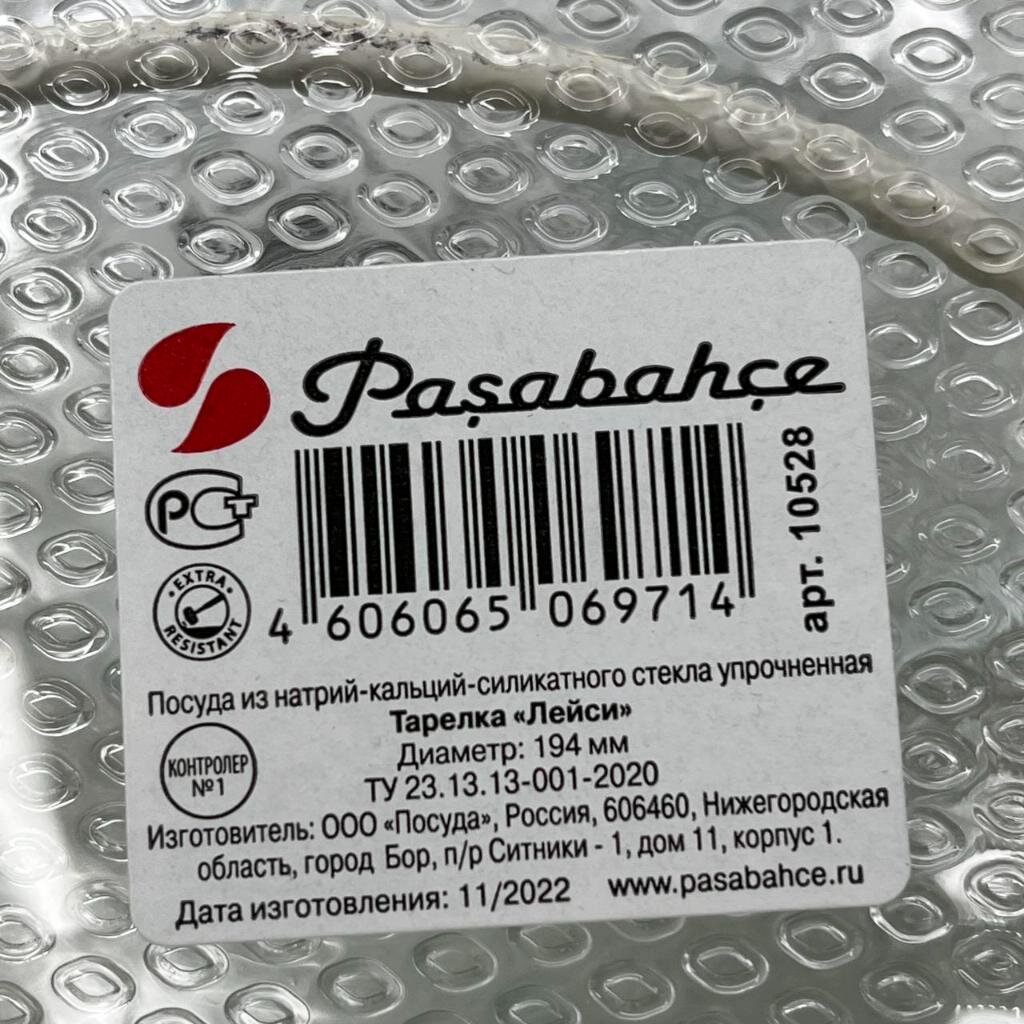 Paşabahçe
РСТ
EXTRA
RESISTANT
4 606065 069714
арт. 10528
Посуда из натрий-кальций-силикатного стекла упрочненная
Тарелка «Лейси»
Диаметр: 194 мм
КОНТРОЛЕР
№1
ТУ 23.13.13-001-2020
Изготовитель: ООО «Посуда», Россия, 606460, Нижегородская
область, город Бор, п/р Ситники - 1, дом 11, корпус 1.
Дата изготовления: 11/2022 www.pasabahce.ru